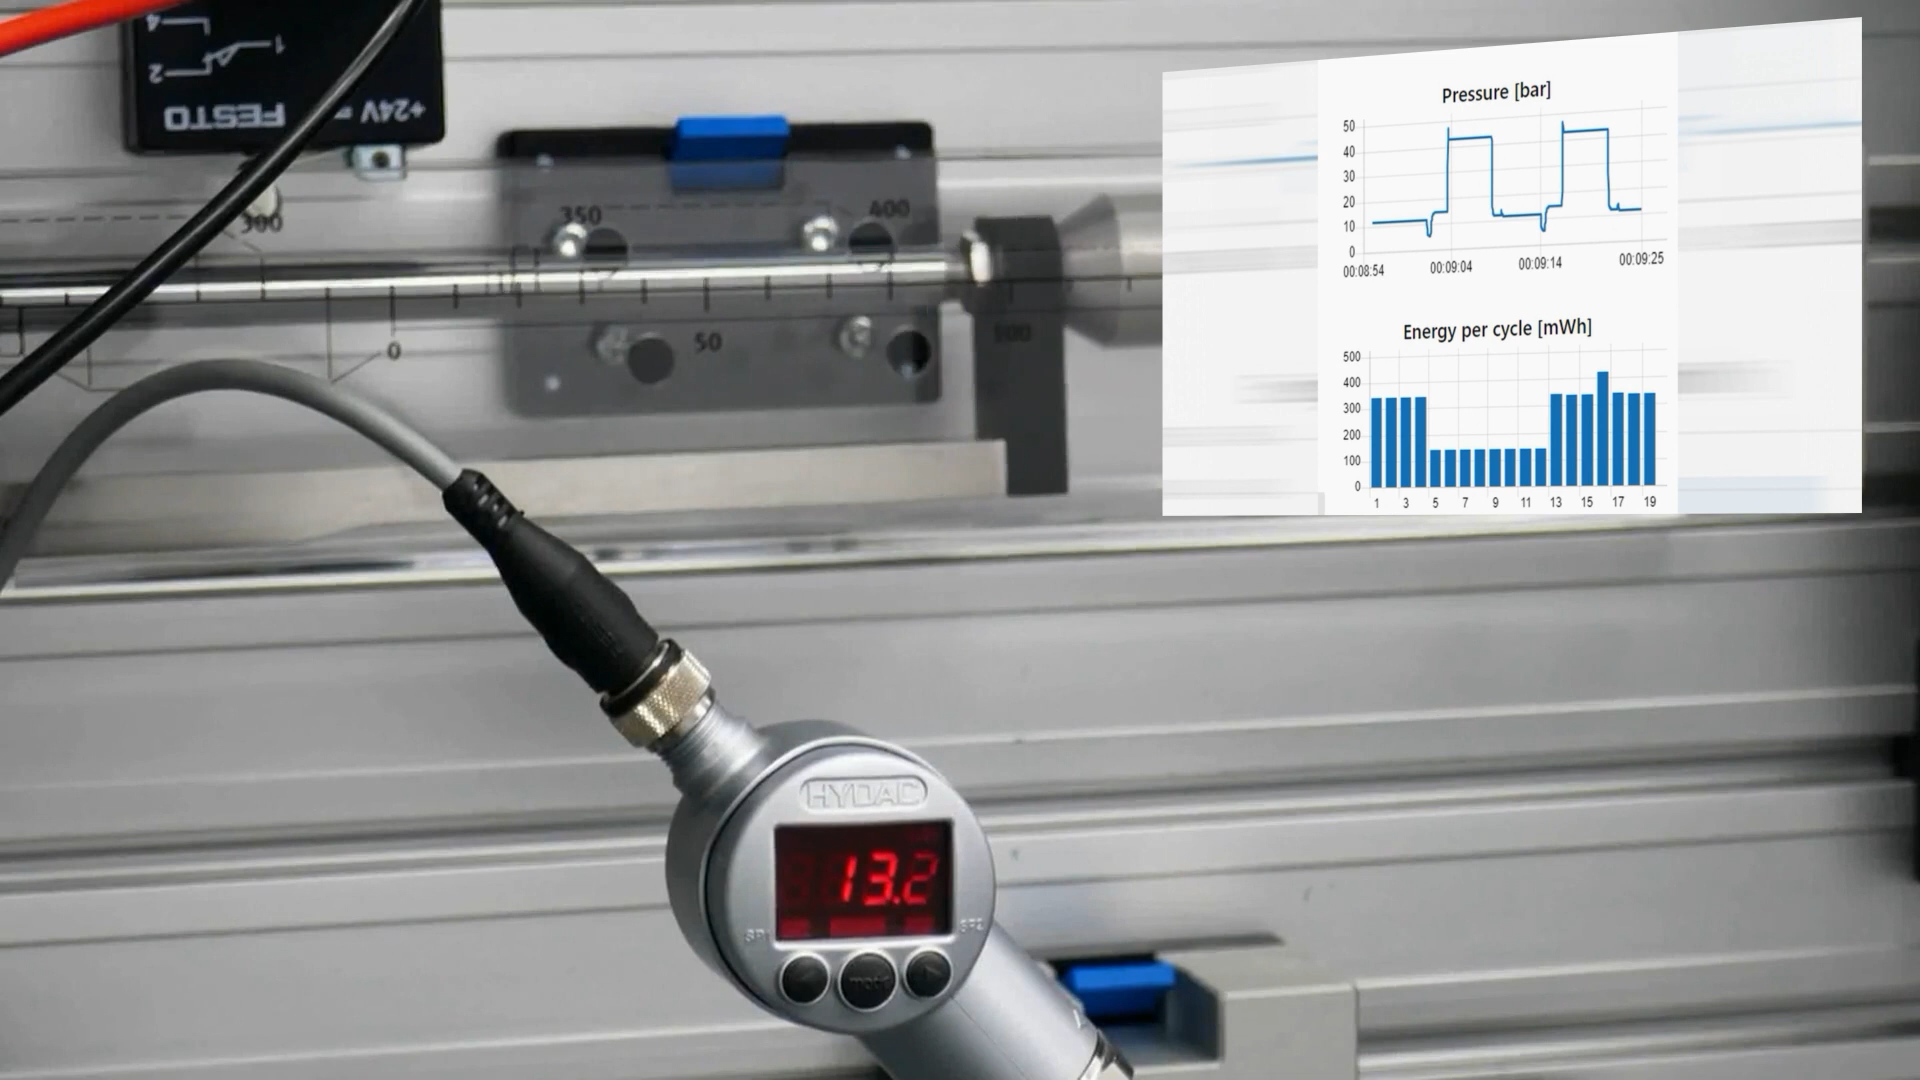 4
1
2
FESTO
+24V
300
350
400
0
50
Pressure [bar]
50
40
30
20
10
0
00:08:54 00:09:04 00:09:14 00:09:25
Energy per cycle [mWh]
500
400
300
200
100
0
1 3 5 7 9 11 13 15 17 19
HYDAC
13.2
SP1 SP2
mode